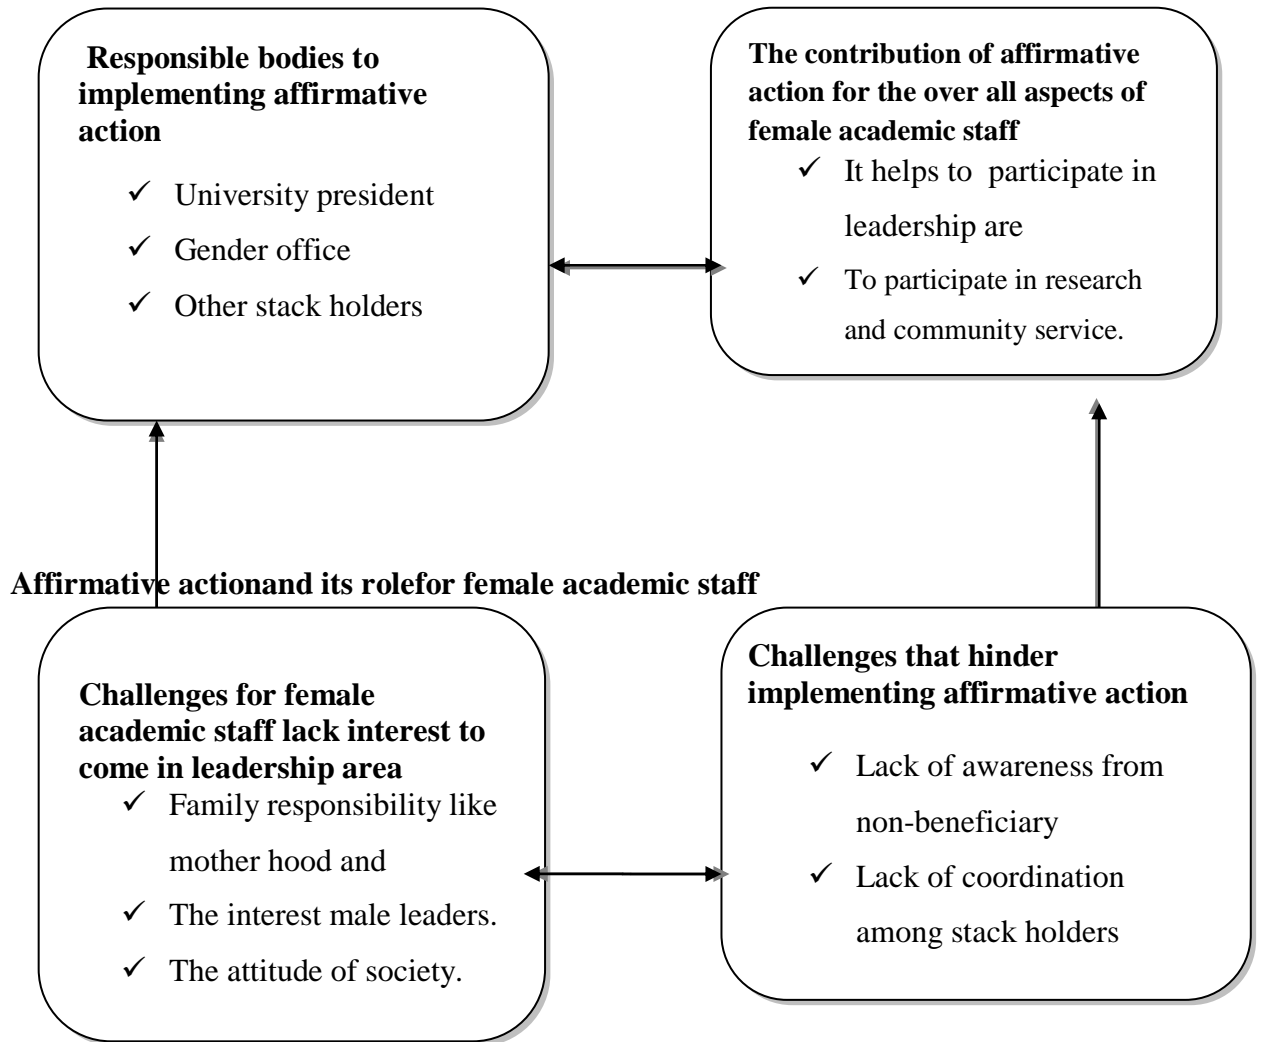 Responsible bodies to
implementing affirmative
action
✓ University president
✓ Gender office
✓ Other stack holders
The contribution of affirmative
action for the over all aspects of
female academic staff
✓ It helps to participate in
leadership are
✓ To participate in research
and community service.
Affirmative actionand its rolefor female academic staff
Challenges for female
academic staff lack interest to
come in leadership area
✓ Family responsibility like
mother hood and
✓ The interest male leaders.
✓ The attitude of society.
Challenges that hinder
implementing affirmative action
✓ Lack of awareness from
non-beneficiary
✓ Lack of coordination
among stack holders